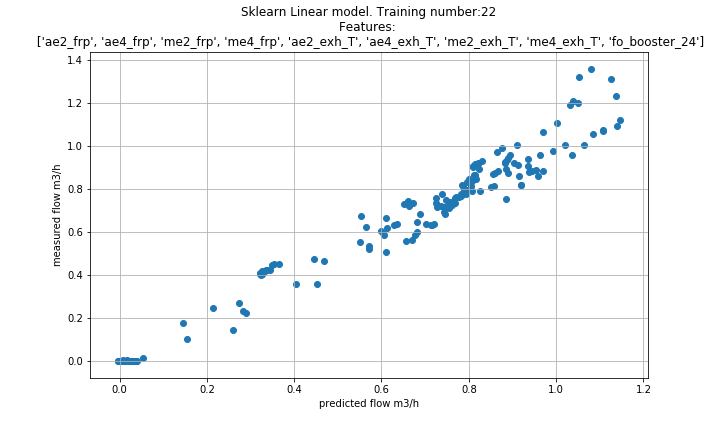 Sklearn Linear model. Training number:22
Features:
['ae2_frp', 'ae4_frp', 'me2_frp', 'me4_frp', 'ae2_exh_T', 'ae4_exh_T', 'me2_exh_T', 'me4_exh_T', 'fo_booster_24']
1.4
1.2
1.0
0.8
0.6
0.4
0.2
0.0
measured flow m3/h
0.0 0.2 0.4 0.6 0.8 1.0 1.2
predicted flow m3/h